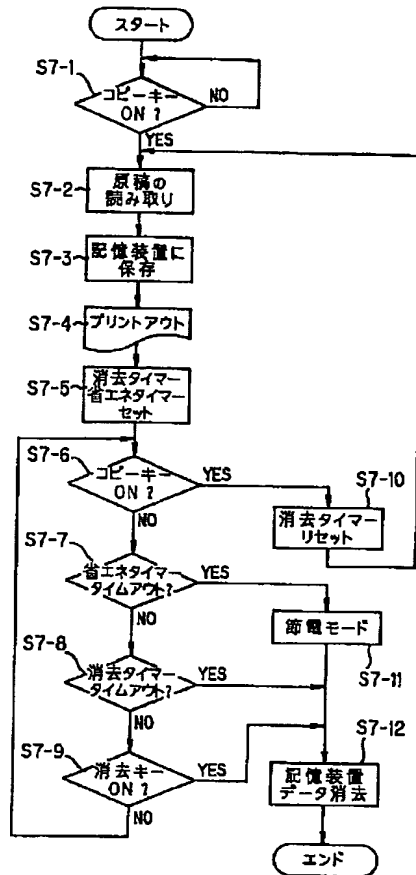 スタート
S7-1
コピーキー
ON?
NO
YES
S7-2
原稿の
読み取り
S7-3
記憶装置に
保存
S7-4
プリントアウト
S7-5
消去タイマー
省エネタイマー
セット
S7-6
コピーキー
ON?
YES
NO
S7-10
消去タイマー
リセット
S7-7
省エネタイマー
タイムアウト?
YES
NO
節電モード
S7-11
S7-8
消去タイマー
タイムアウト?
YES
NO
S7-9
消去キー
ON?
YES
NO
S7-12
記憶装置
データ消去
エンド